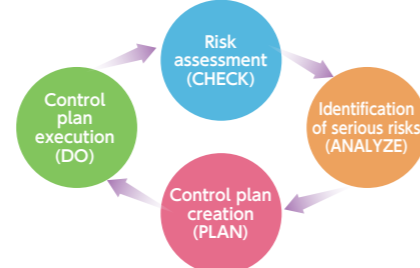 Risk
assessment
(CHECK)
Identification
of serious risks
(ANALYZE)
Control plan
creation
(PLAN)
Control
plan
execution
(DO)